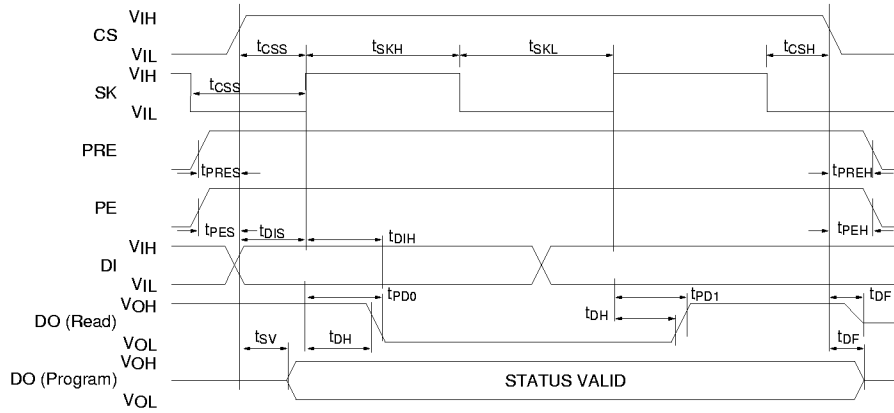 VIH
CS
VIL
tCSS
tSKH
tSKL
tCSH
VIH
SK
VIL
tCSS
PRE
tPRES
tPREH
PE
tPES
tDIS
tDIH
tPEH
VIH
DI
VIL
VOH
DO (Read)
VOL
tPD0
tPD1
tDF
tDH
tSV
tDH
tDF
VOH
DO (Program)
VOL
STATUS VALID